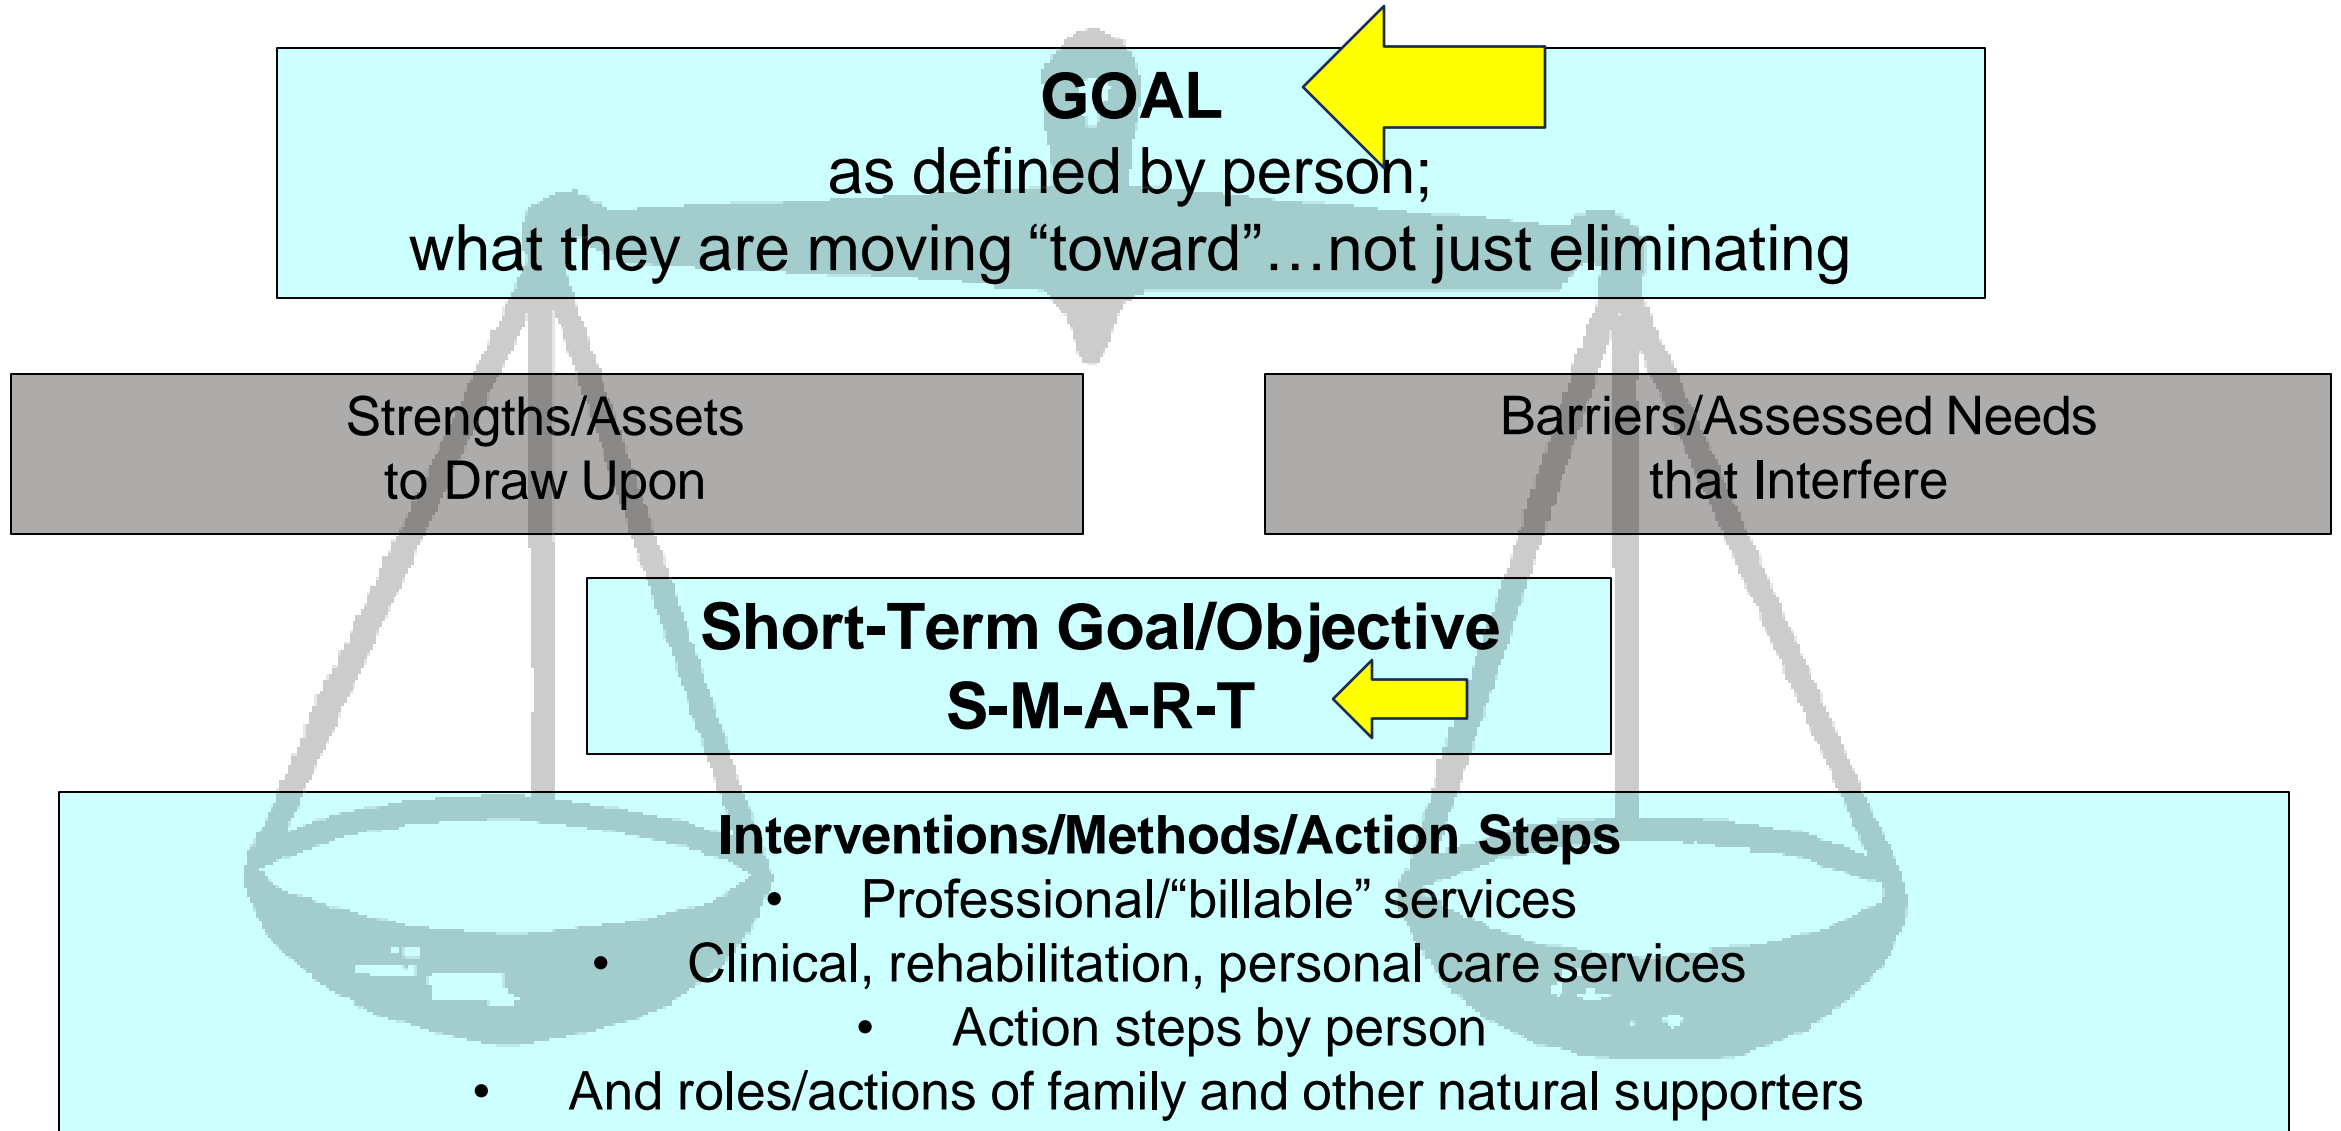 GOAL
as defined by person;
what they are moving “toward”…not just eliminating
Strengths/Assets
to Draw Upon
Barriers/Assessed Needs
that Interfere
Short-Term Goal/Objective
S-M-A-R-T
Interventions/Methods/Action Steps
• Professional/“billable” services
• Clinical, rehabilitation, personal care services
• Action steps by person
• And roles/actions of family and other natural supporters